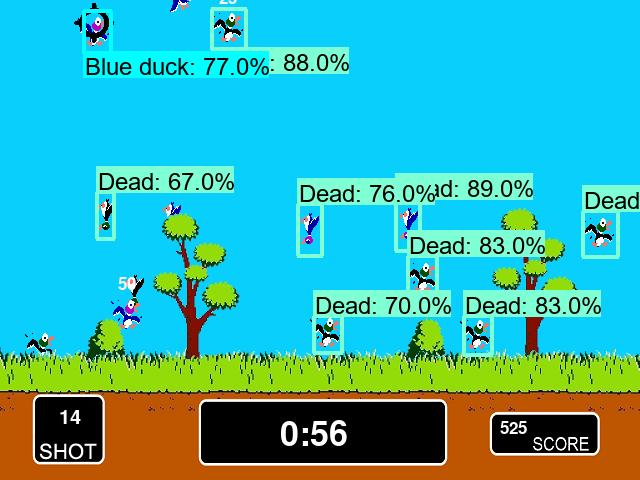 Blue duck: 77.0%
: 88.0%
Dead: 67.0%
Dead: 76.0%
ad: 89.0%
Dead
Dead: 83.0%
50
Dead: 70.0%
Dead: 83.0%
14
SHOT
0:56
525
SCORE